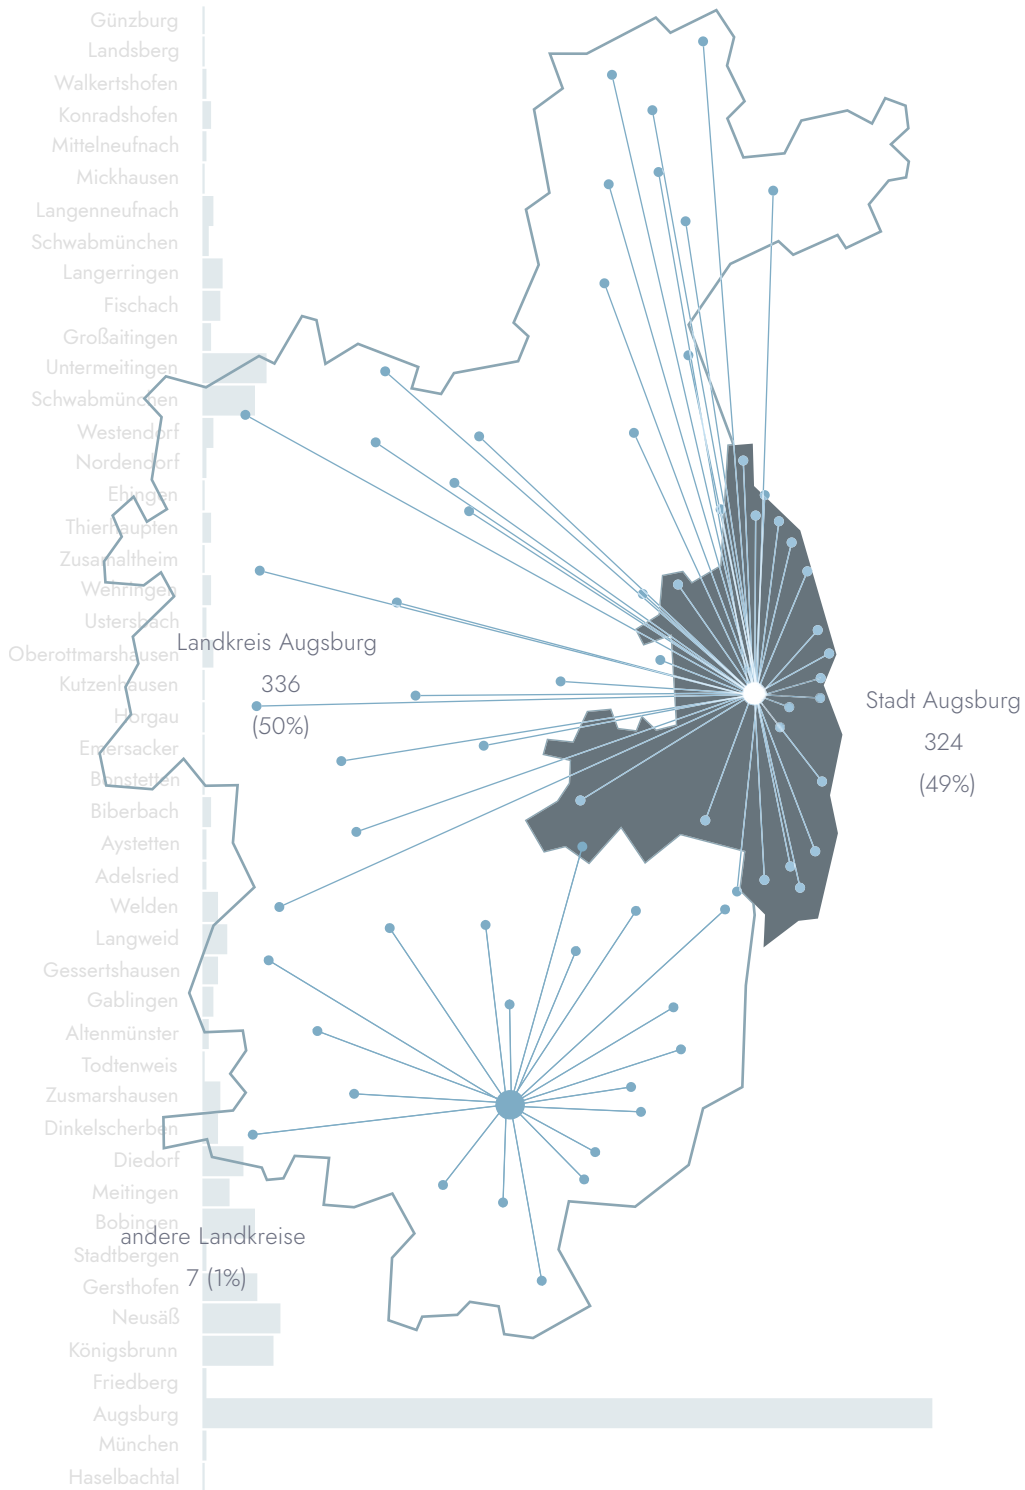 Günzburg
Landsberg
Walkertshofen
Konradshofen
Mittelneufnach
Mickhausen
Langenneufnach
Schwabmünchen
Langerringen
Fischach
Großaitingen
Untermeitingen
Schwabmünchen
Westendorf
Nordendorf
Ehingen
Thierhaupten
Zusamaltheim
Wehringen
Ustersbach
Landkreis Augsburg
Oberottmarshausen
Kutzenhausen
336
Stadt Augsburg
Horgau
(50%)
324
Emersacker
Bonstetten
(49%)
Biberbach
Aystetten
Adelsried
Welden
Langweid
Gessertshausen
Gablingen
Altenmünster
Todtenweis
Zusmarshausen
Dinkelscherben
Diedorf
Meitingen
Bobingen
andere Landkreise
Stadtbergen
7 (1%)
Gersthofen
Neusäß
Königsbrunn
Friedberg
Augsburg
München
Haselbachtal